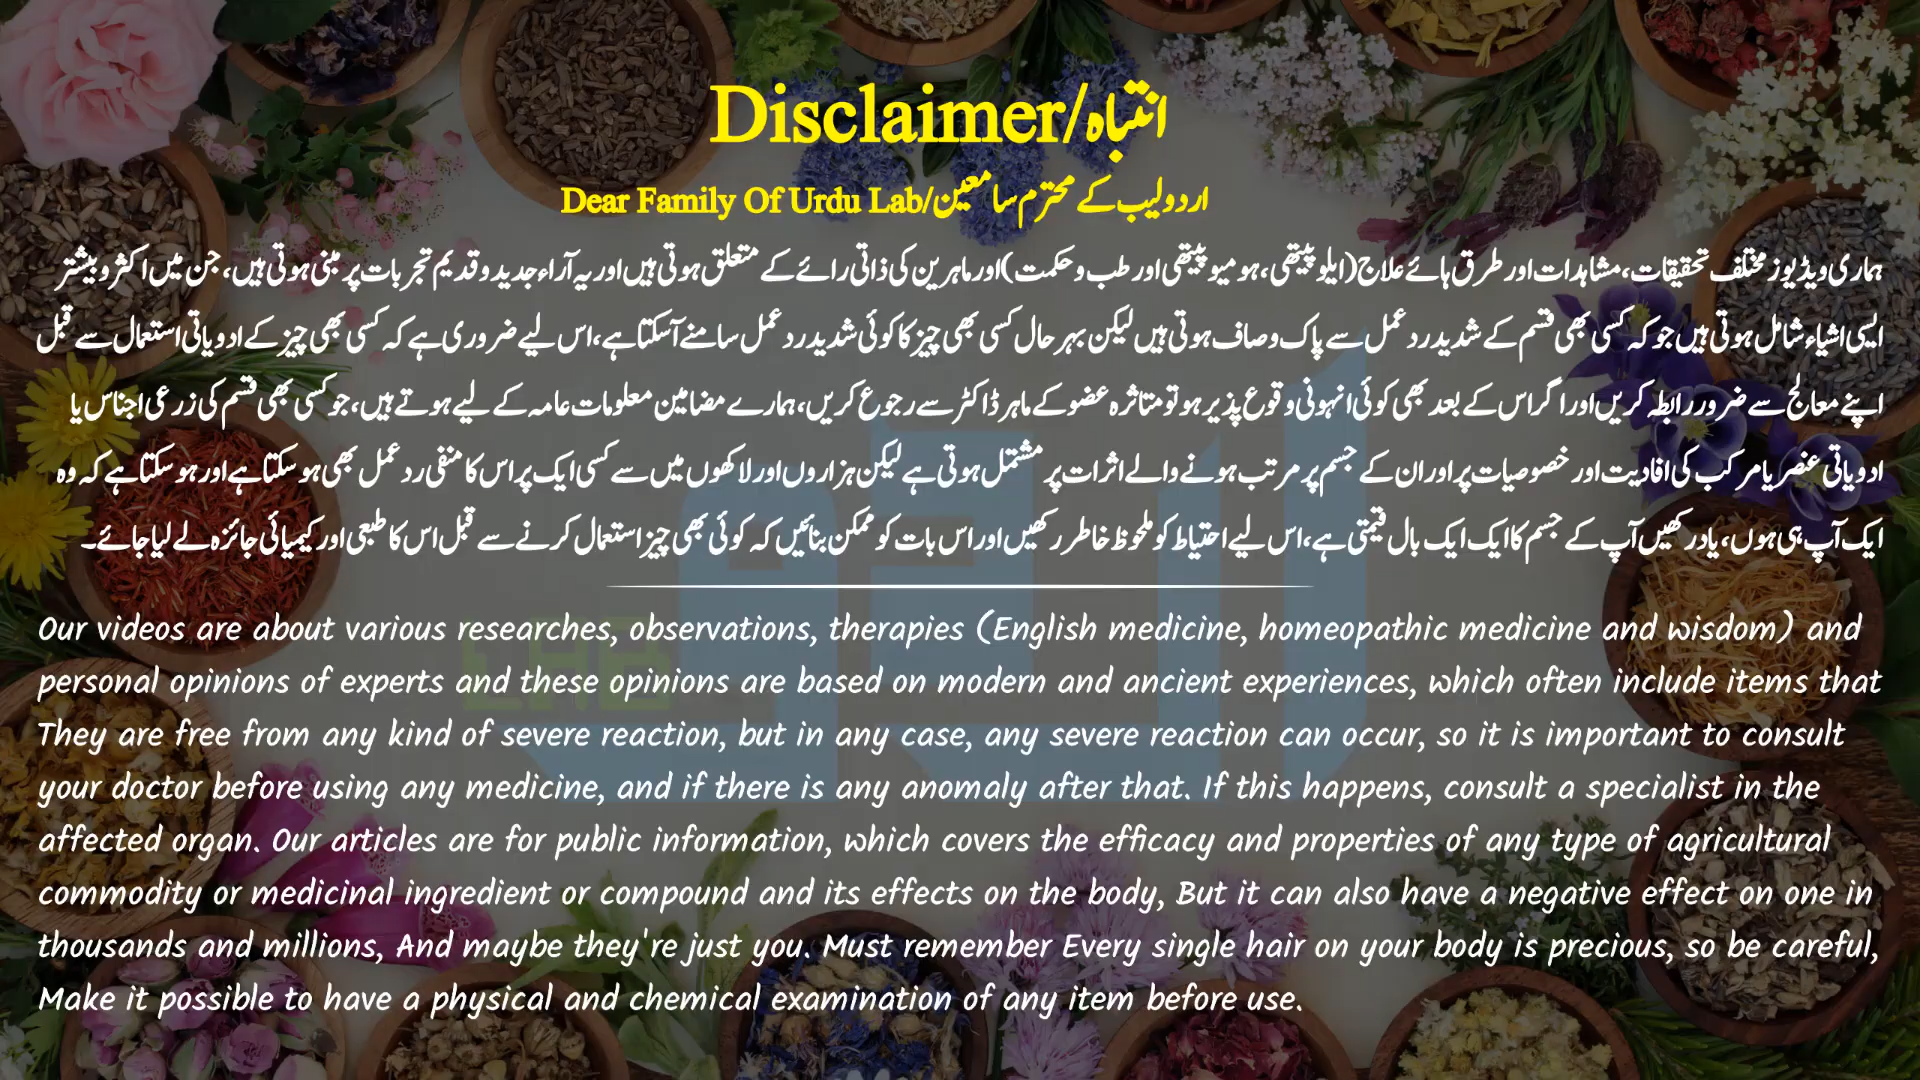 Disclaimer/انتباہ
Dear Family Of Urdu Lab/اردو لیب کے محترم سامعین
ہماری ویڈیوز مختلف تحقیقات، مشاہدات اور طرق ہائے علاج (ایلوپیتھی، ہومیوپیتھی اور طب و حکمت) اور ماہرین کی ذاتی رائے کے متعلق ہوتی ہیں اور یہ آراء جدید و قدیم تجربات پر مبنی ہوتی ہیں، جن میں اکثر و بیشتر
ایسی اشیاء شامل ہوتی ہیں جو کہ کسی بھی قسم کے شدید رد عمل سے پاک و صاف ہوتی ہیں لیکن بہر حال کسی بھی چیز کا کوئی شدید رد عمل سامنے آسکتا ہے، اس لیے ضروری ہے کہ کسی بھی چیز کے ادویاتی استعمال سے قبل
اپنے معالج سے ضرور رابطہ کریں اور اگر اس کے بعد بھی کوئی انہونی وقوع پذیر ہو تو متاثرہ عضو کے ماہر ڈاکٹر سے رجوع کریں، ہمارے مضامین معلومات عامہ کے لیے ہوتے ہیں، جو کسی بھی قسم کی زرعی اجناس یا
ادویاتی عنصر یا مرکب کی افادیت اور خصوصیات پر اور ان کے جسم پر مرتب ہونے والے اثرات پر مشتمل ہوتی ہے لیکن ہزاروں اور لاکھوں میں سے کسی ایک پر اس کا منفی رد عمل بھی ہو سکتا ہے اور ہو سکتا ہے کہ وہ
ایک آپ ہی ہوں، یاد رکھیں آپ کے جسم کا ایک ایک بال قیمتی ہے، اس لیے احتیاط کو ملحوظ خاطر رکھیں اور اس بات کو ممکن بنائیں کہ کوئی بھی چیز استعمال کرنے سے قبل اس کا طبعی اور کیمیائی جائزہ لے لیا جائے۔
Our videos are about various researches, observations, therapies (English medicine, homeopathic medicine and wisdom) and
personal opinions of experts and these opinions are based on modern and ancient experiences, which often include items that
They are free from any kind of severe reaction, but in any case, any severe reaction can occur, so it is important to consult
your doctor before using any medicine, and if there is any anomaly after that. If this happens, consult a specialist in the
affected organ. Our articles are for public information, which covers the efficacy and properties of any type of agricultural
commodity or medicinal ingredient or compound and its effects on the body, But it can also have a negative effect on one in
thousands and millions, And maybe they're just you. Must remember Every single hair on your body is precious, so be careful,
Make it possible to have a physical and chemical examination of any item before use.
اردو
LAB